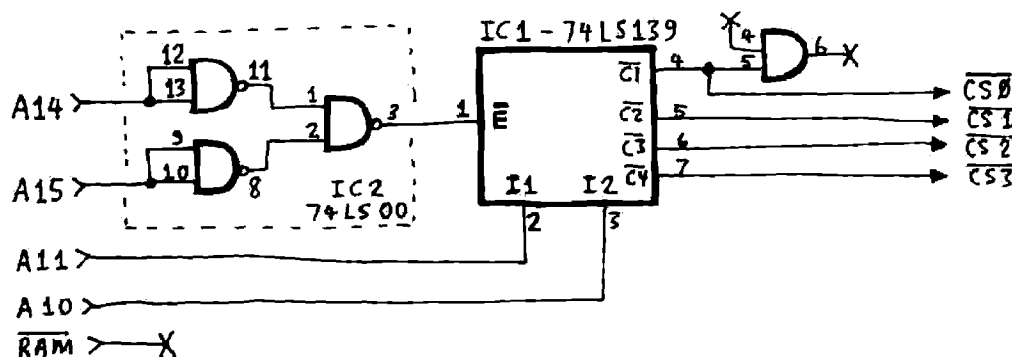 IC1-74LS139
12
11
13
A14
1
2
3
9
10
8
A15
IC2
74LS00
1
E
C1
4
C2
5
C3
6
C4
7
I1
I2
2
3
4
5
6
CS0
CS1
CS2
CS3
A11
A10
RAM